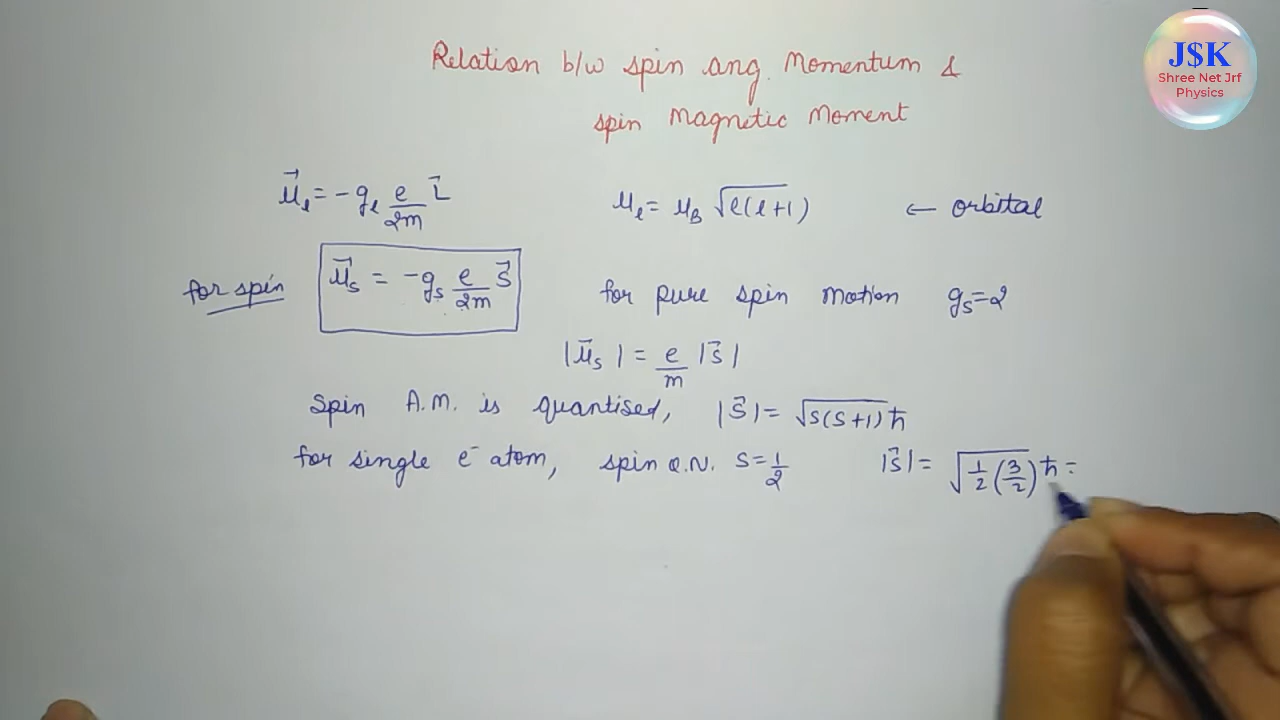 Relation b/w spin ang. Momentum &
spin Magnetic Moment
JSK
Shree Net Jrf
Physics
μ⃗ₗ = -gₗ e/2m L⃗ μₗ = μ_B √l(l+1) ← orbital
for spin μ⃗ₛ = -gₛ e/2m S⃗ for pure spin motion gₛ=2
|μ⃗ₛ| = e/m |S⃗|
Spin A.M. is quantised, |S⃗| = √s(s+1) ħ
for single e⁻ atom, spin Q.N. s=1/2 |S⃗| = √1/2(3/2) ħ =